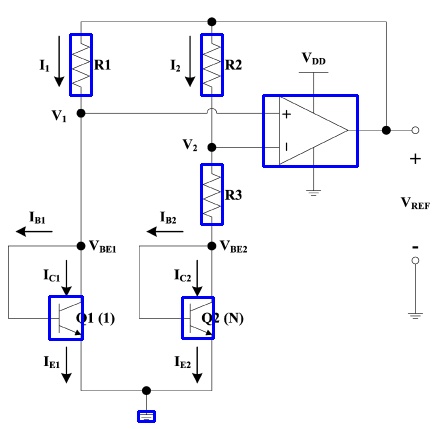 VDD
I1
R1
I2
R2
V1
+
V2
-
R3
+
VREF
-
IB1
IB2
VBE1
VBE2
IC1
IC2
Q1 (1)
Q2 (N)
IE1
IE2